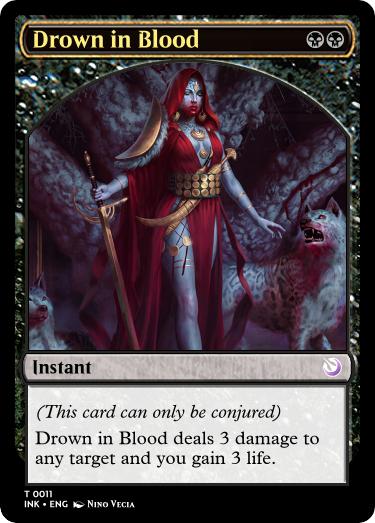 Drown in Blood
Instant
(This card can only be conjured)
Drown in Blood deals 3 damage to
any target and you gain 3 life.
T 0011
INK • ENG Nino Vecia